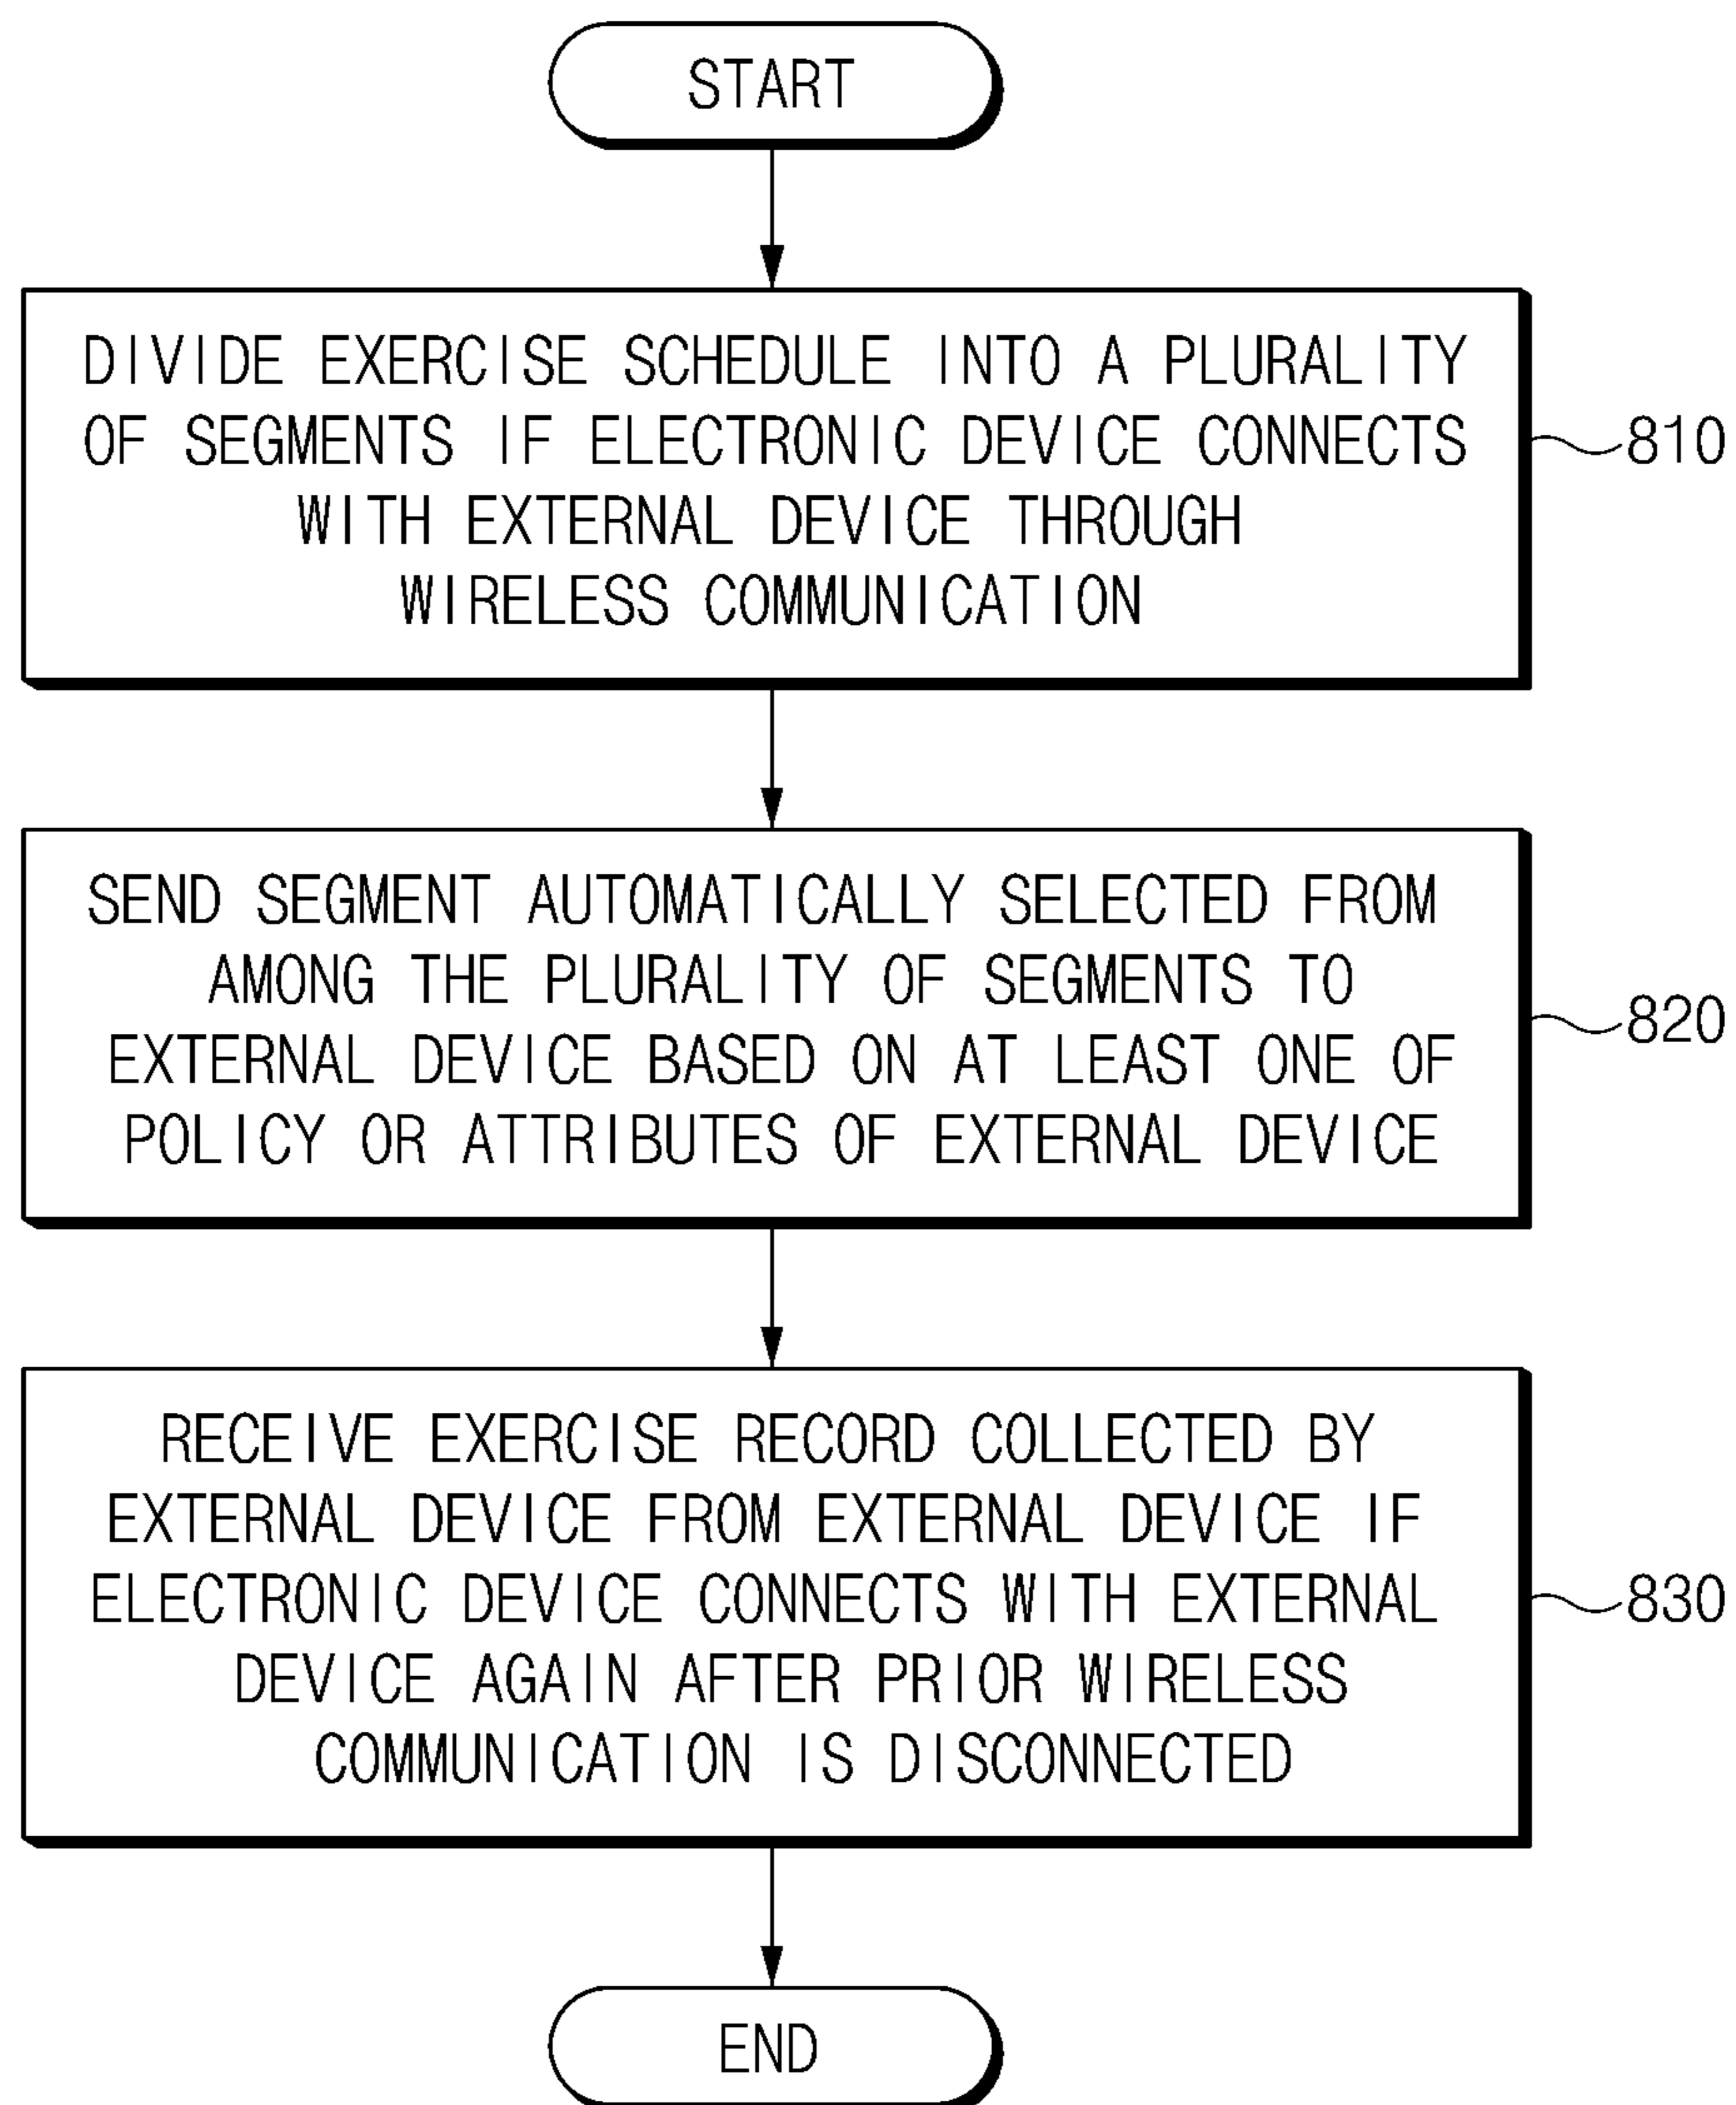 START
DIVIDE EXERCISE SCHEDULE INTO A PLURALITY
OF SEGMENTS IF ELECTRONIC DEVICE CONNECTS
WITH EXTERNAL DEVICE THROUGH
WIRELESS COMMUNICATION
810
SEND SEGMENT AUTOMATICALLY SELECTED FROM
AMONG THE PLURALITY OF SEGMENTS TO
EXTERNAL DEVICE BASED ON AT LEAST ONE OF
POLICY OR ATTRIBUTES OF EXTERNAL DEVICE
820
RECEIVE EXERCISE RECORD COLLECTED BY
EXTERNAL DEVICE FROM EXTERNAL DEVICE IF
ELECTRONIC DEVICE CONNECTS WITH EXTERNAL
DEVICE AGAIN AFTER PRIOR WIRELESS
COMMUNICATION IS DISCONNECTED
830
END